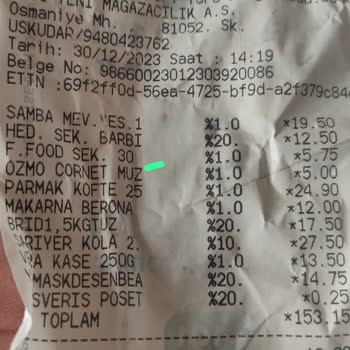 YENI MAGAZACILIK A.S.
Osmaniye Mh. 81052. Sk.
USKUDAR/9480423762
Tarih: 30/12/2023 Saat : 14:19
Belge No: 98660023012303920086
ETTN :69f2ff0d-56ea-4725-bf9d-a2f379c84
SAMBA MEV. YES.1 %1.0 *19.50
HED. SEK. BARBI %20. *12.50
F.FOOD SEK. 30 %1.0 *5.75
OZMO CORNET MUZ %1.0 *5.00
PARMAK KOFTE 25 %1.0 *24.90
MAKARNA BERONA %1.0 *12.00
BRID1,5KGTUZ %20. *17.50
SARIYER KOLA 2. %10. *27.50
RA KASE 250G %1.0 *13.50
MASKDESENBEA %20. *14.75
SVERIS POSET %20. *0.25
TOPLAM *153.15